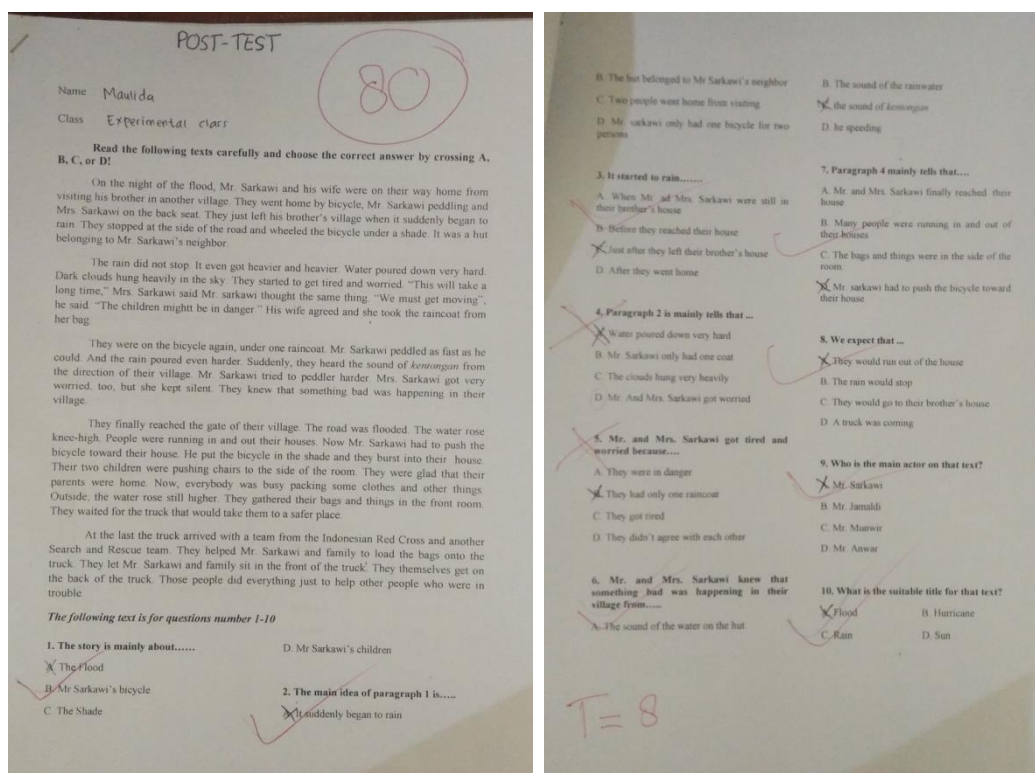 POST-TEST
80
Name Maulida
Class Experimental class
Read the following texts carefully and choose the correct answer by crossing A,
B, C, or D!
On the night of the flood, Mr. Sarkawi and his wife were on their way home from
visiting his brother in another village. They went home by bicycle, Mr Sarkawi peddling and
Mrs. Sarkawi on the back seat. They just left his brother's village when it suddenly began to
rain. They stopped at the side of the road and wheeled the bicycle under a shade. It was a hut
belonging to Mr. Sarkawi's neighbor.
The rain did not stop. It even got heavier and heavier. Water poured down very hard.
Dark clouds hung heavily in the sky. They started to get tired and worried. "This will take a
long time," Mrs. Sarkawi said Mr. sarkawi thought the same thing. "We must get moving",
he said. "The children mightt be in danger." His wife agreed and she took the raincoat from
her bag.
They were on the bicycle again, under one raincoat. Mr. Sarkawi peddled as fast as he
could. And the rain poured even harder. Suddenly, they heard the sound of kentongan from
the direction of their village. Mr. Sarkawi tried to peddler harder. Mrs. Sarkawi got very
worried, too, but she kept silent. They knew that something bad was happening in their
village.
They finally reached the gate of their village. The road was flooded. The water rose
knee-high. People were running in and out their houses. Now Mr. Sarkawi had to push the
bicycle toward their house. He put the bicycle in the shade and they burst into their house.
Their two children were pushing chairs to the side of the room. They were glad that their
parents were home. Now, everybody was busy packing some clothes and other things.
Outside, the water rose still higher. They gathered their bags and things in the front room.
They waited for the truck that would take them to a safer place.
At the last the truck arrived with a team from the Indonesian Red Cross and another
Search and Rescue team. They helped Mr. Sarkawi and family to load the bags onto the
truck. They let Mr. Sarkawi and family sit in the front of the truck. They themselves get on
the back of the truck. Those people did everything just to help other people who were in
trouble.
The following text is for questions number 1-10
1. The story is mainly about......
A The Flood
B. Mr Sarkawi's bicycle
C. The Shade
D. Mr Sarkawi's children
2. The main idea of paragraph 1 is.....
A. It suddenly began to rain
B. The hut belonged to Mr Sarkawi's neighbor
C. Two people went home from visiting
D. Mr. sarkawi only had one bicycle for two
persons
3. It started to rain.......
A. When Mr. ad Mrs. Sarkawi were still in
their brother's house
B. Before they reached their house
C. Just after they left their brother's house
D. After they went home
4. Paragraph 2 is mainly tells that ...
A. Water poured down very hard
B. Mr. Sarkawi only had one coat
C. The clouds hung very heavily
D. Mr. And Mrs. Sarkawi got worried
5. Mr. and Mrs. Sarkawi got tired and
worried because....
A. They were in danger
B. They had only one raincoat
C. They got tired
D. They didn't agree with each other
6. Mr. and Mrs. Sarkawi knew that
something bad was happening in their
village from.....
A. The sound of the water on the hut
B. The sound of the rainwater
C. the sound of kentongan
D. he speeding
7. Paragraph 4 mainly tells that....
A. Mr. and Mrs. Sarkawi finally reached their
house
B. Many people were running in and out of
their houses
C. The bags and things were in the side of the
room.
D. Mr. sarkawi had to push the bicycle toward
their house
8. We expect that ...
A. They would run out of the house
B. The rain would stop
C. They would go to their brother's house
D. A truck was coming
9. Who is the main actor on that text?
A. Mr. Sarkawi
B. Mr. Jamaldi
C. Mr. Munwir
D. Mr. Anwar
10. What is the suitable title for that text?
A. Flood B. Hurricane
C. Rain D. Sun
T = 8